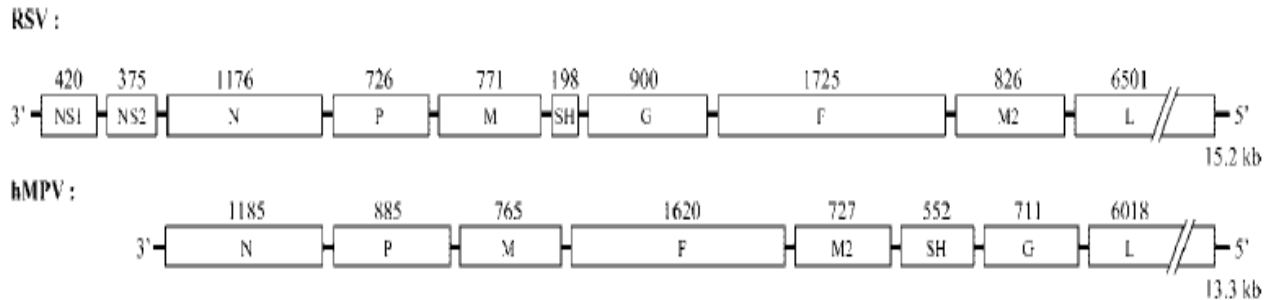 RSV :
420 375 1176 726 771 198 900 1725 826 6501
3' NS1 NS2 N P M SH G F M2 L 5'
15.2 kb
hMPV :
1185 885 765 1620 727 552 711 6018
3' N P M F M2 SH G L 5'
13.3 kb